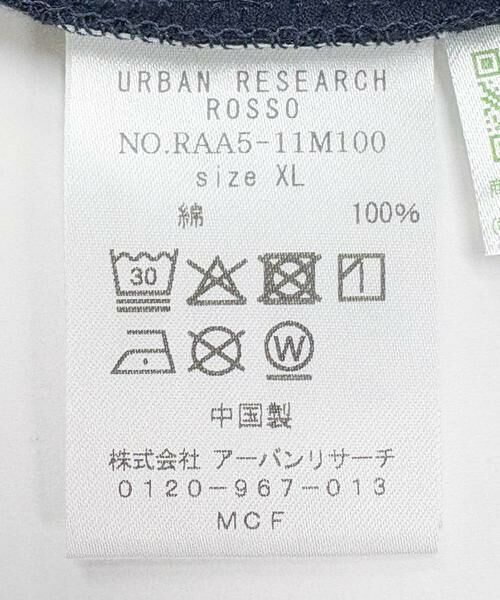 URBAN RESEARCH
ROSSO
NO.RAA5-11M100
size XL
綿 100%
30
W
中国製
株式会社 アーバンリサーチ
0120-967-013
MCF